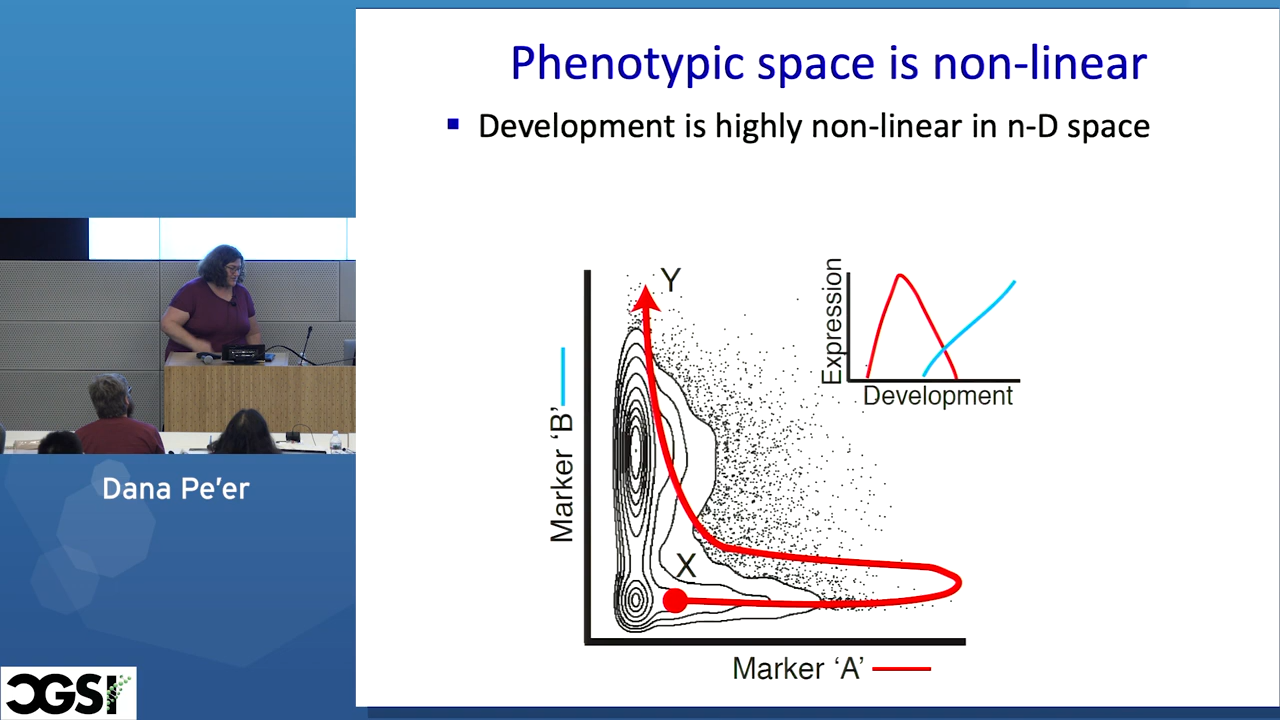 Phenotypic space is non-linear
▪ Development is highly non-linear in n-D space
Y
Expression
Development
Marker ‘B’
X
Marker ‘A’
Dana Pe’er
CGSI